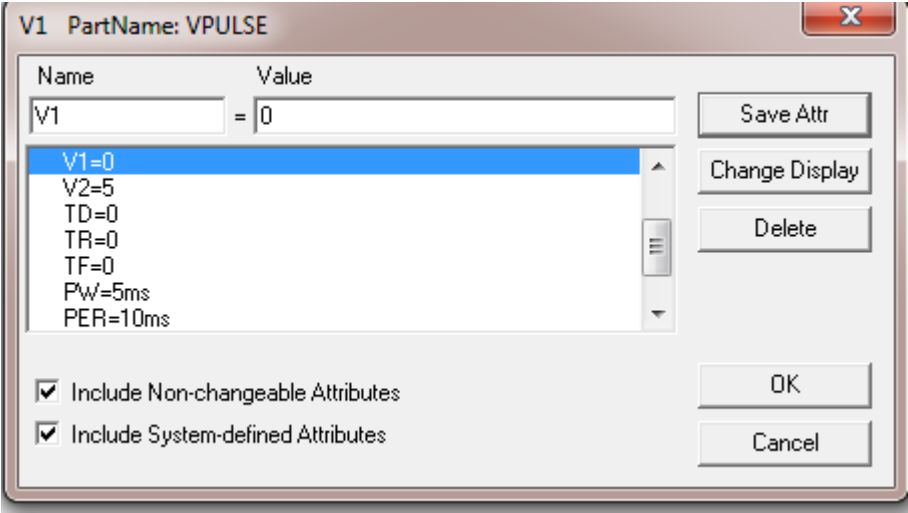 V1 PartName: VPULSE
Name Value
V1 = 0
Save Attr
V1=0
V2=5
TD=0
TR=0
TF=0
PW=5ms
PER=10ms
Change Display
Delete
Include Non-changeable Attributes
Include System-defined Attributes
OK
Cancel